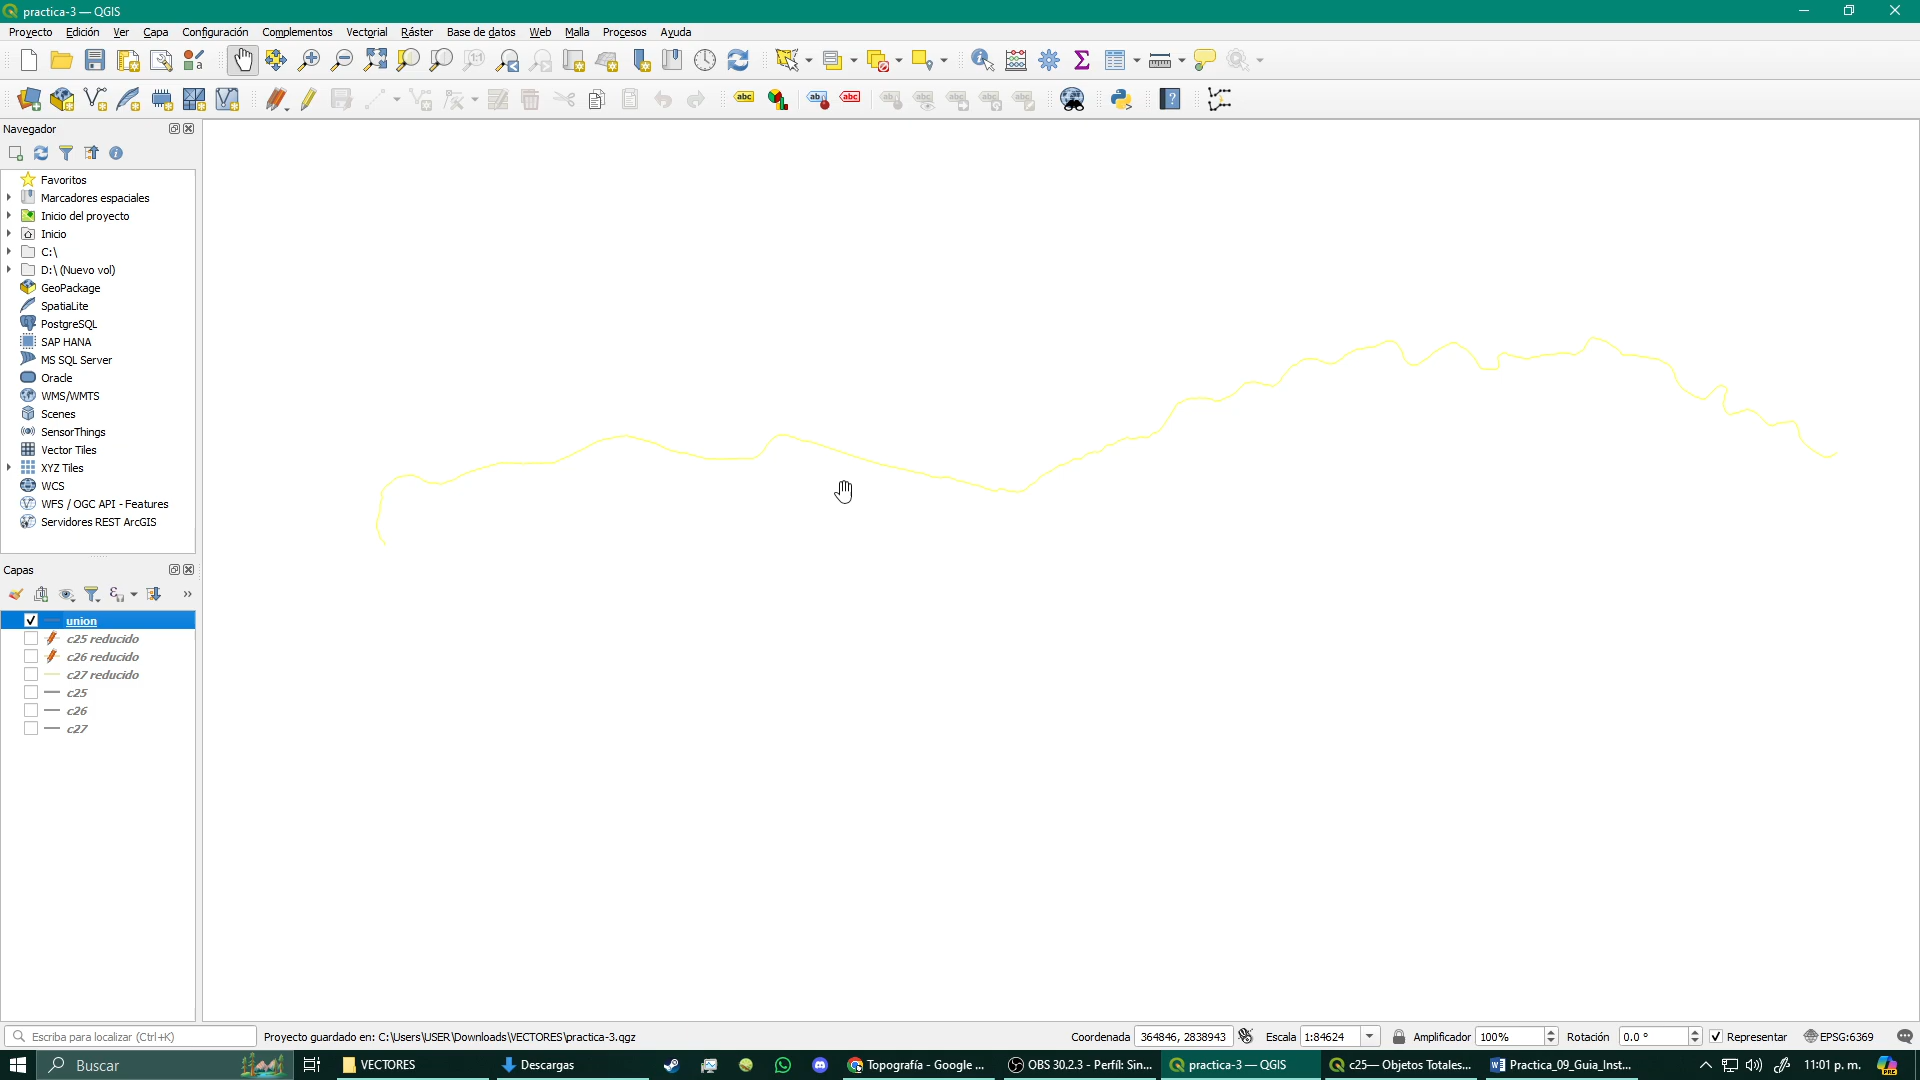 practica-3 — QGIS
Proyecto Edición Ver Capa Configuración Complementos Vectorial Ráster Base de datos Web Malla Procesos Ayuda
Navegador
Favoritos
Marcadores espaciales
Inicio del proyecto
Inicio
C:\
D:\ (Nuevo vol)
GeoPackage
SpatiaLite
PostgreSQL
SAP HANA
MS SQL Server
Oracle
WMS/WMTS
Scenes
SensorThings
Vector Tiles
XYZ Tiles
WCS
WFS / OGC API - Features
Servidores REST ArcGIS
Capas
union
c25 reducido
c26 reducido
c27 reducido
c25
c26
c27
Escriba para localizar (Ctrl+K) Proyecto guardado en: C:\Users\USER\Downloads\VECTORES\practica-3.qgz Coordenada 364846, 2838943 Escala 1:84624 Amplificador 100% Rotación 0.0 ° Representar EPSG:6369
Buscar VECTORES Descargas Topografía - Google ... OBS 30.2.3 - Perfil: Sin... practica-3 — QGIS c25— Objetos Totales... Practica_09_Guia_Inst... 11:01 p. m.